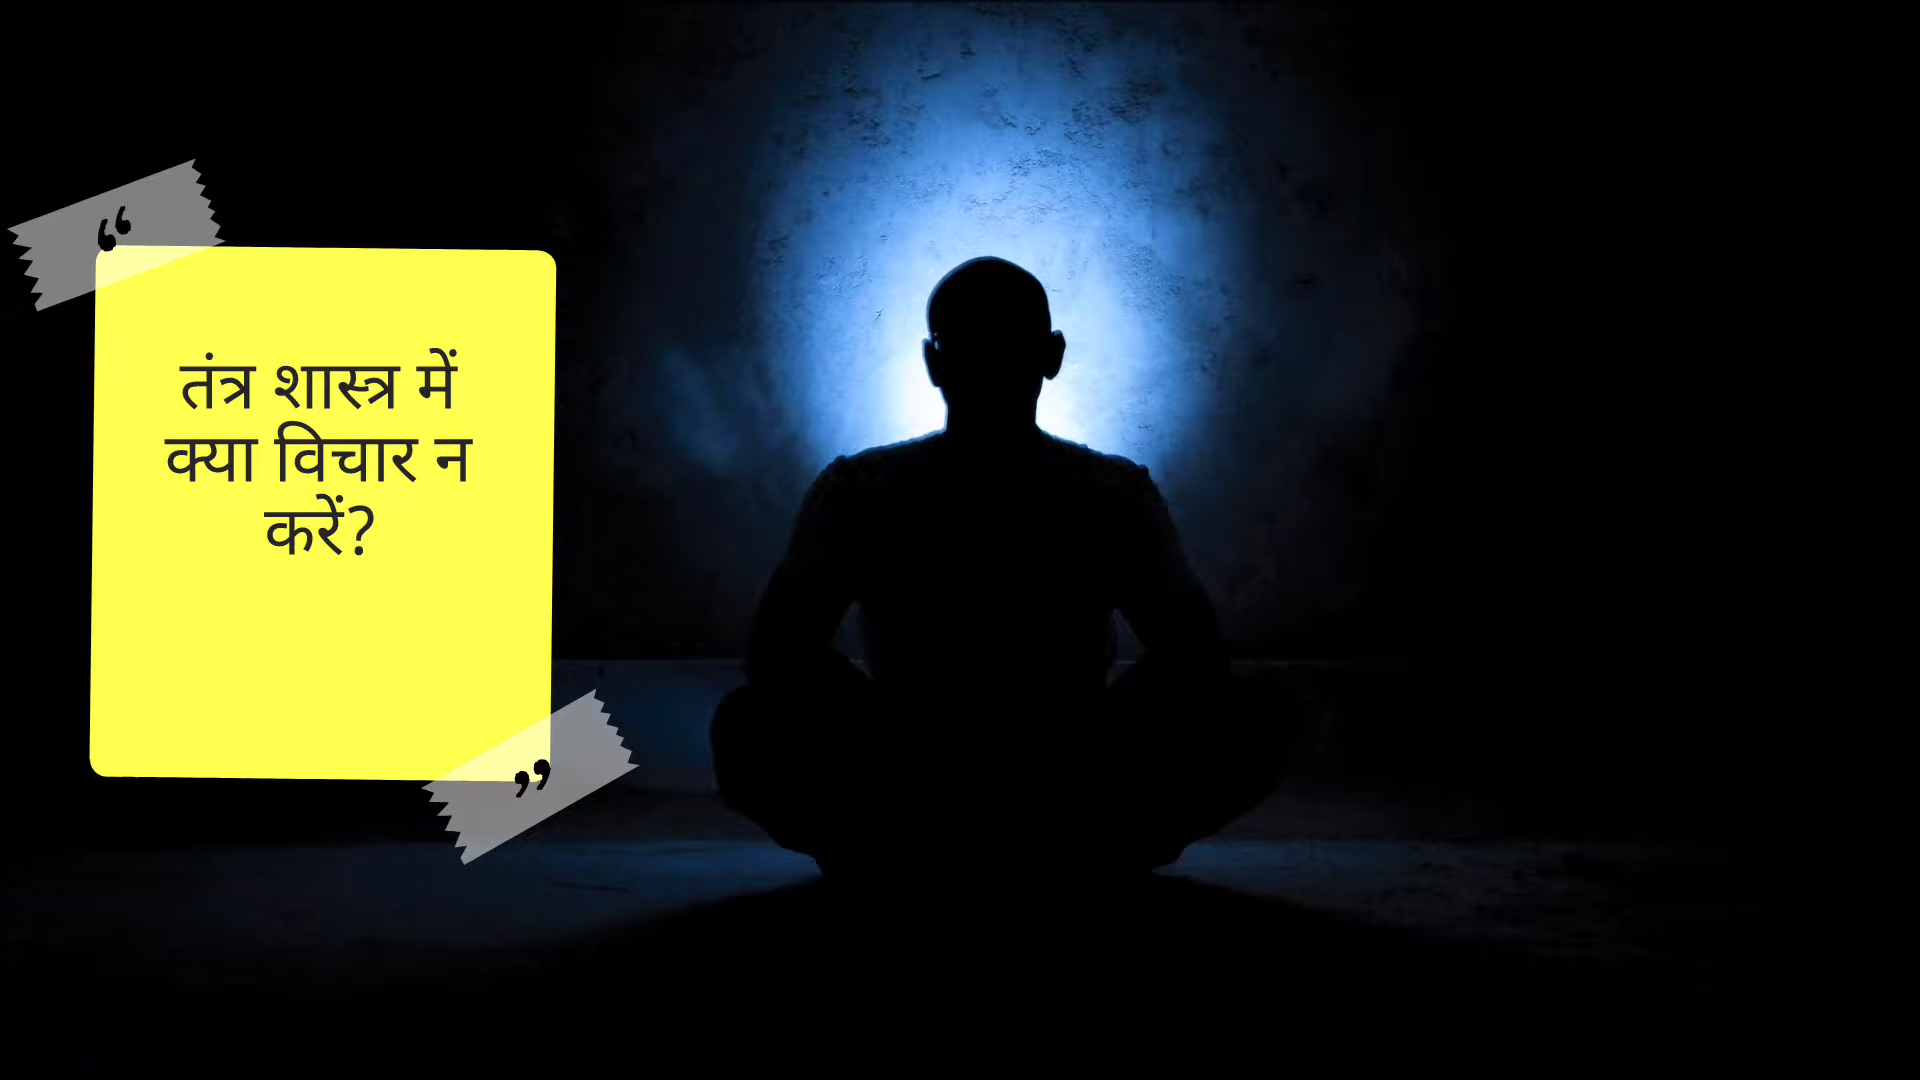 “
तंत्र शास्त्र में
क्या विचार न
करें?
”